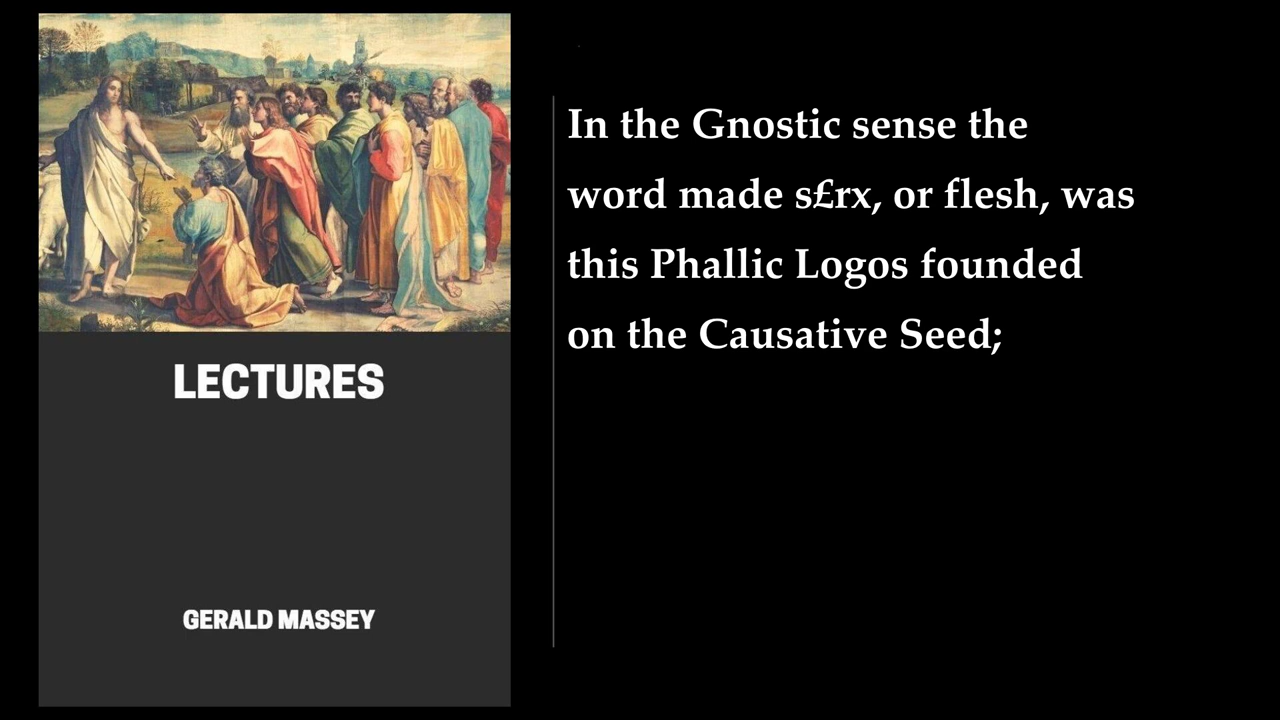 LECTURES
GERALD MASSEY
In the Gnostic sense the
word made s£rx, or flesh, was
this Phallic Logos founded
on the Causative Seed;